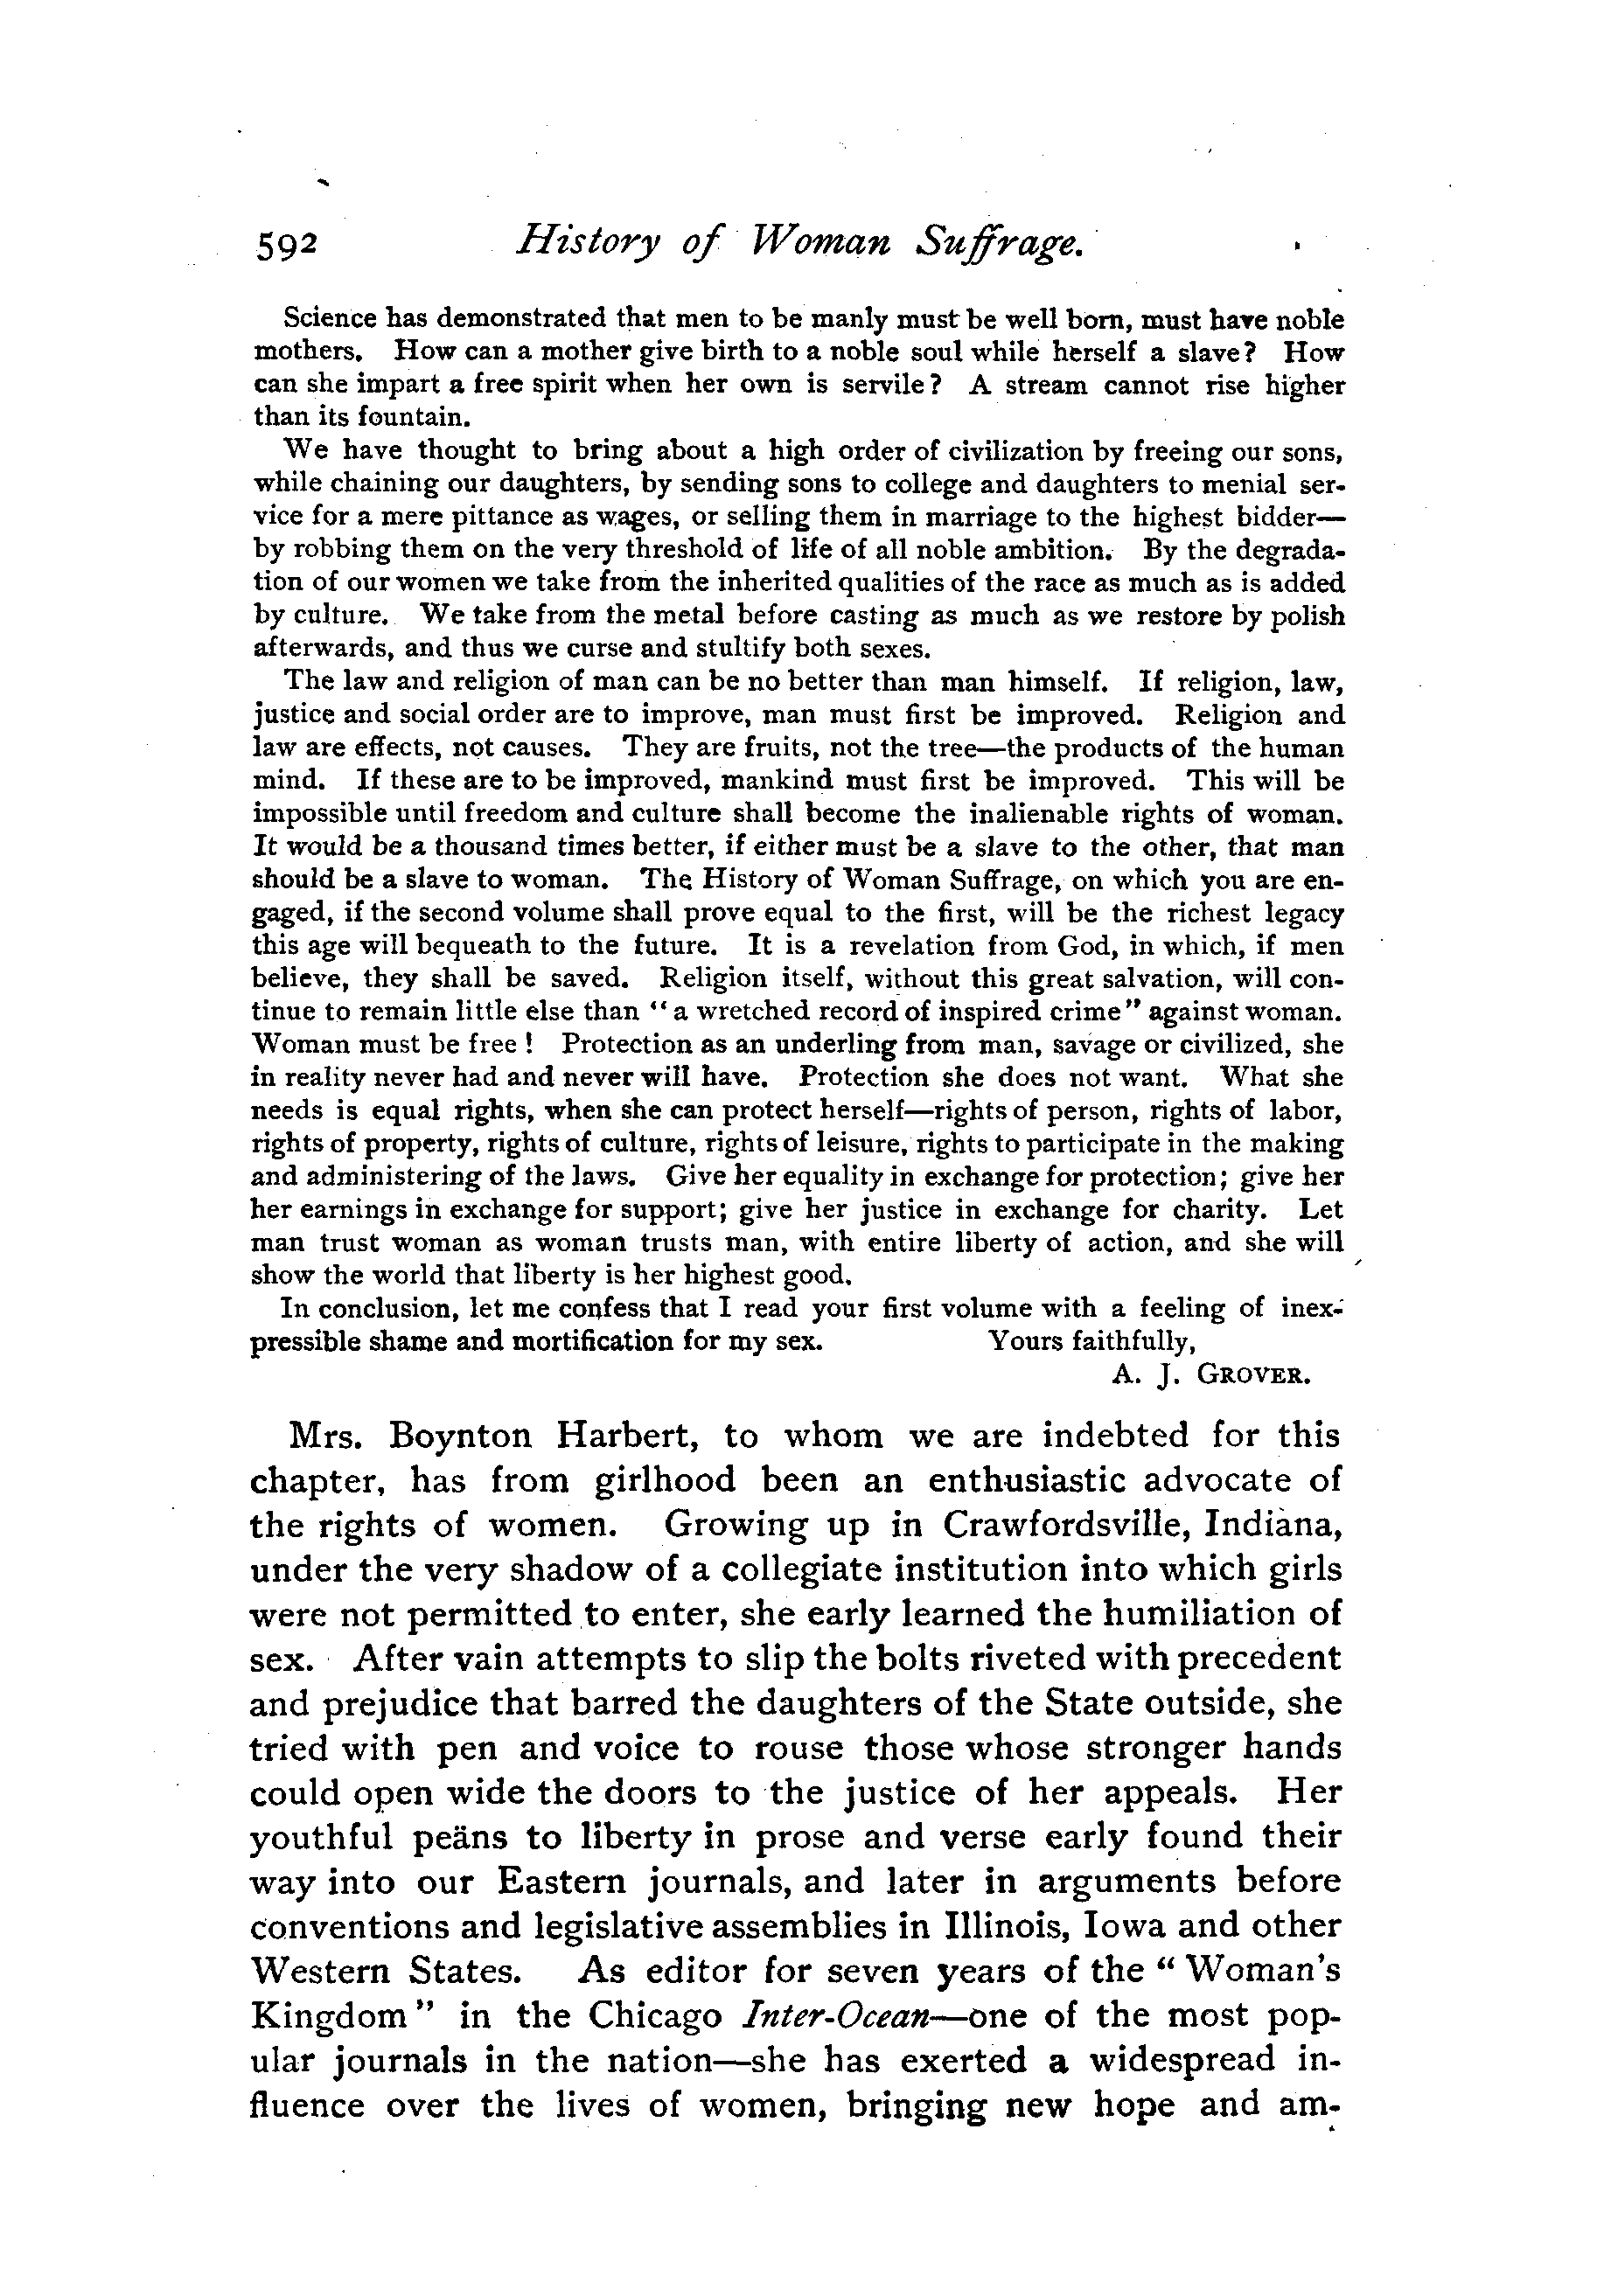 592 History of Woman Suffrage.
Science has demonstrated that men to be manly must be well born, must have noble
mothers. How can a mother give birth to a noble soul while herself a slave? How
can she impart a free spirit when her own is servile? A stream cannot rise higher
than its fountain.
We have thought to bring about a high order of civilization by freeing our sons,
while chaining our daughters, by sending sons to college and daughters to menial ser-
vice for a mere pittance as wages, or selling them in marriage to the highest bidder—
by robbing them on the very threshold of life of all noble ambition. By the degrada-
tion of our women we take from the inherited qualities of the race as much as is added
by culture. We take from the metal before casting as much as we restore by polish
afterwards, and thus we curse and stultify both sexes.
The law and religion of man can be no better than man himself. If religion, law,
justice and social order are to improve, man must first be improved. Religion and
law are effects, not causes. They are fruits, not the tree—the products of the human
mind. If these are to be improved, mankind must first be improved. This will be
impossible until freedom and culture shall become the inalienable rights of woman.
It would be a thousand times better, if either must be a slave to the other, that man
should be a slave to woman. The History of Woman Suffrage, on which you are en-
gaged, if the second volume shall prove equal to the first, will be the richest legacy
this age will bequeath to the future. It is a revelation from God, in which, if men
believe, they shall be saved. Religion itself, without this great salvation, will con-
tinue to remain little else than "a wretched record of inspired crime" against woman.
Woman must be free! Protection as an underling from man, savage or civilized, she
in reality never had and never will have. Protection she does not want. What she
needs is equal rights, when she can protect herself—rights of person, rights of labor,
rights of property, rights of culture, rights of leisure, rights to participate in the making
and administering of the laws. Give her equality in exchange for protection; give her
her earnings in exchange for support; give her justice in exchange for charity. Let
man trust woman as woman trusts man, with entire liberty of action, and she will
show the world that liberty is her highest good.
In conclusion, let me confess that I read your first volume with a feeling of inex-
pressible shame and mortification for my sex. Yours faithfully,
A. J. GROVER.
Mrs. Boynton Harbert, to whom we are indebted for this
chapter, has from girlhood been an enthusiastic advocate of
the rights of women. Growing up in Crawfordsville, Indiana,
under the very shadow of a collegiate institution into which girls
were not permitted to enter, she early learned the humiliation of
sex. After vain attempts to slip the bolts riveted with precedent
and prejudice that barred the daughters of the State outside, she
tried with pen and voice to rouse those whose stronger hands
could open wide the doors to the justice of her appeals. Her
youthful peäns to liberty in prose and verse early found their
way into our Eastern journals, and later in arguments before
conventions and legislative assemblies in Illinois, Iowa and other
Western States. As editor for seven years of the "Woman's
Kingdom" in the Chicago Inter-Ocean—one of the most pop-
ular journals in the nation—she has exerted a widespread in-
fluence over the lives of women, bringing new hope and am-